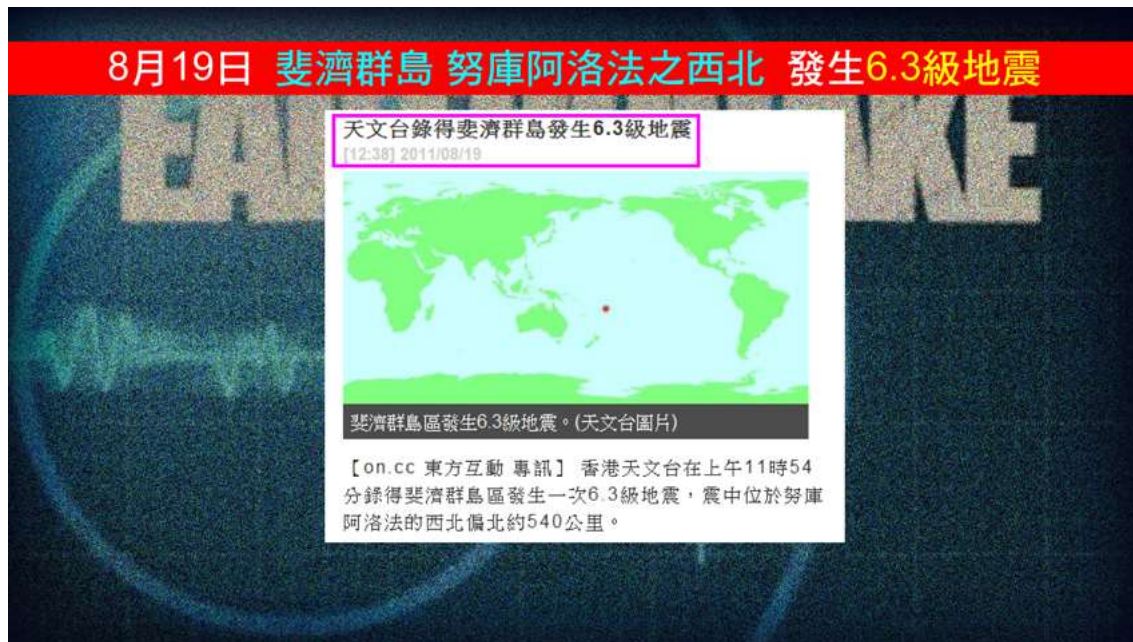 8月19日 斐濟群島 努庫阿洛法之西北 發生6.3級地震
EARTHQUAKE
天文台錄得斐濟群島發生6.3級地震
[12:38] 2011/08/19
斐濟群島區發生6.3級地震。(天文台圖片)
【on.cc 東方互動 專訊】 香港天文台在上午11時54
分錄得斐濟群島區發生一次6.3級地震，震中位於努庫
阿洛法的西北偏北約540公里。